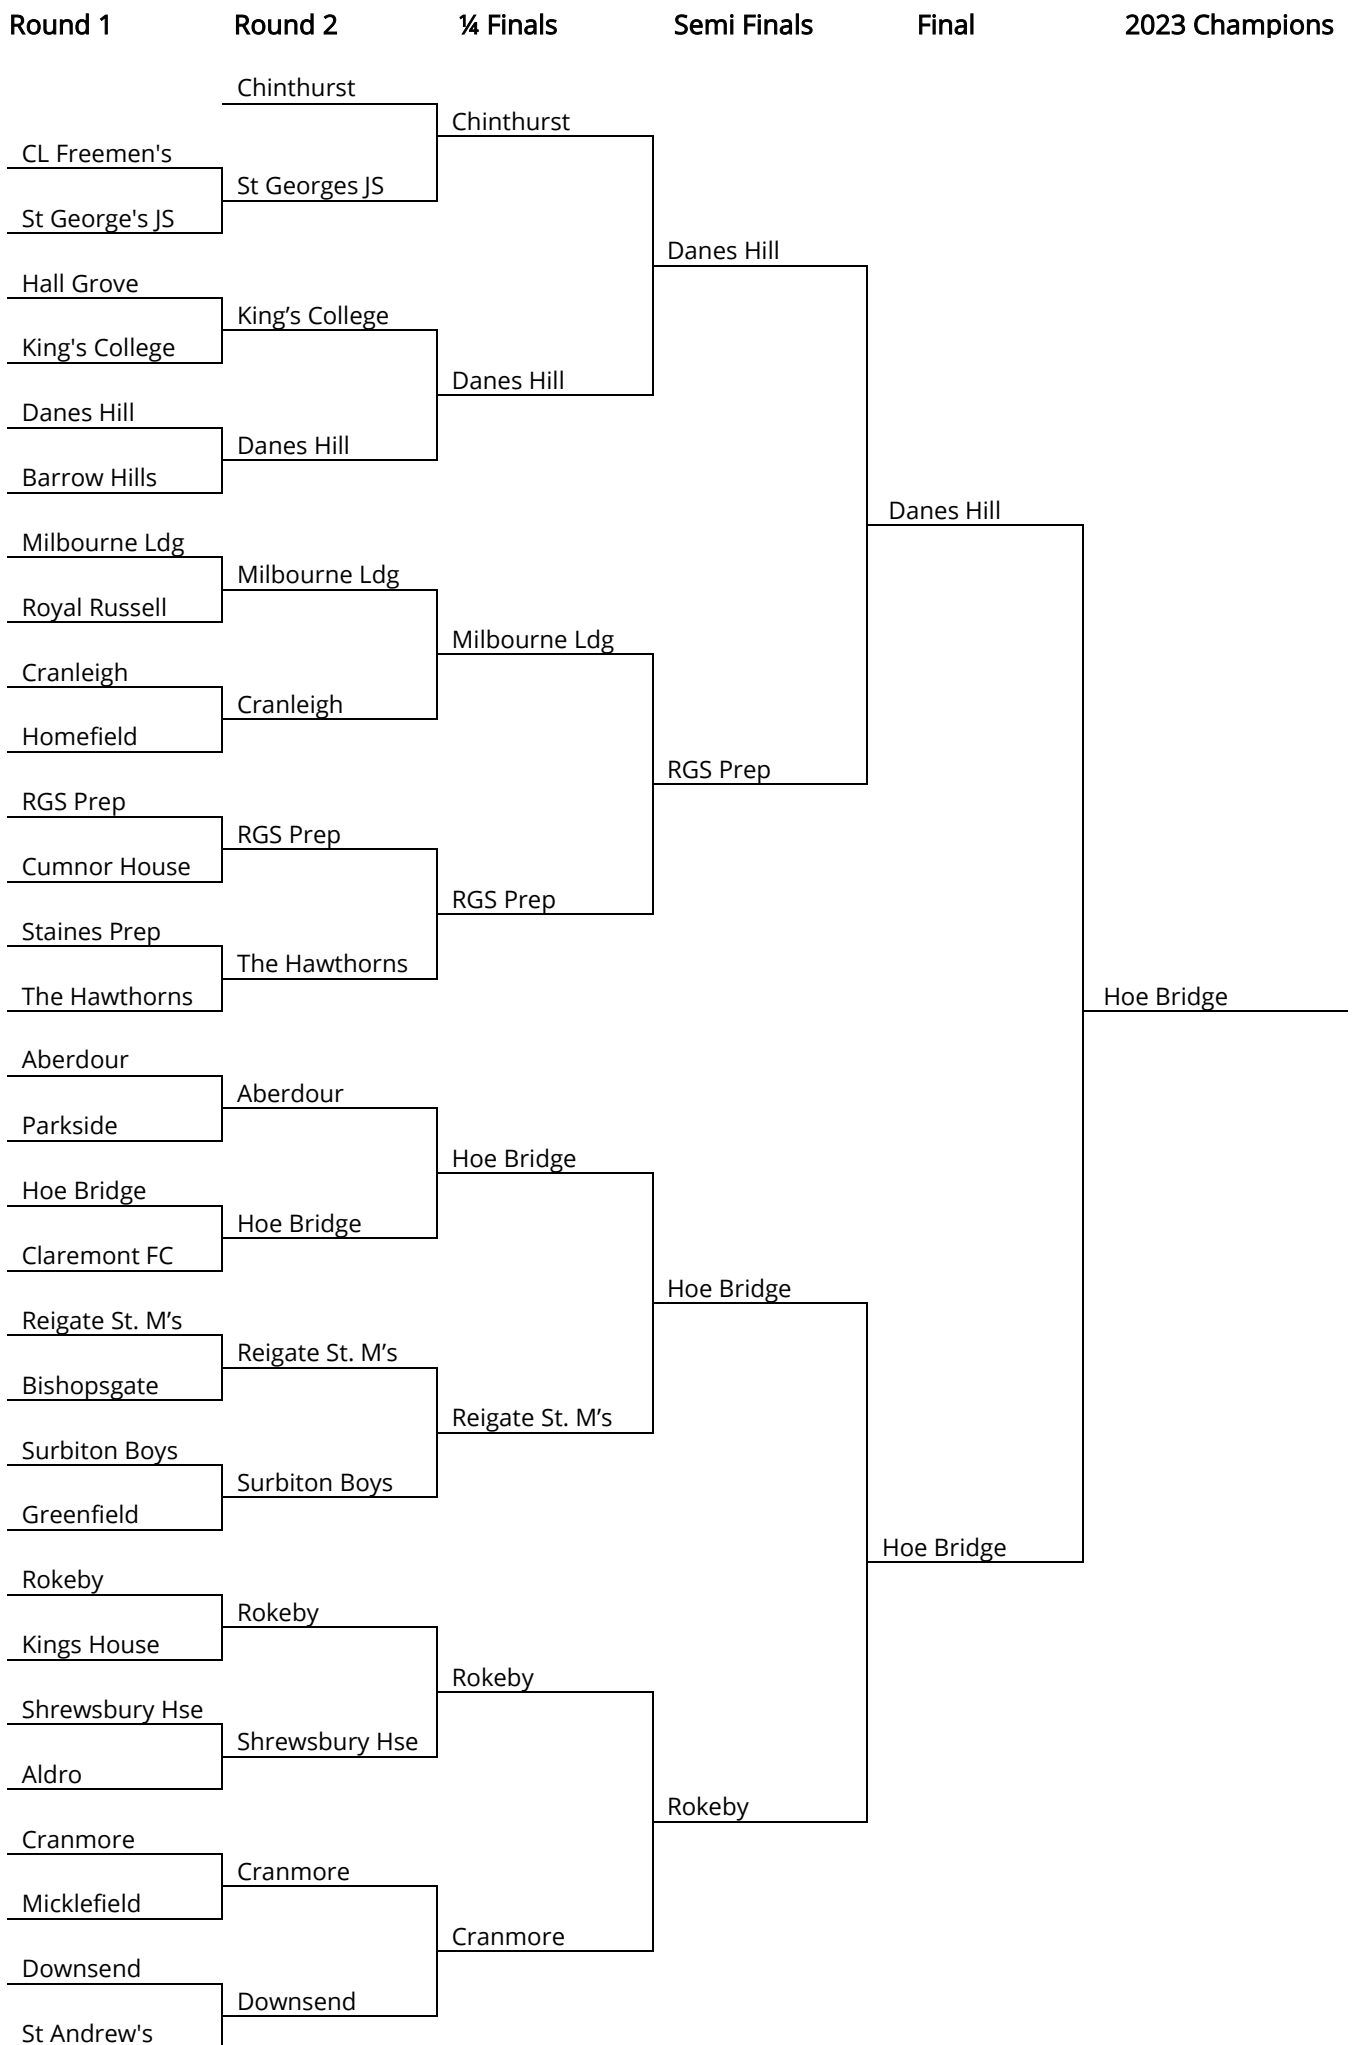 Round 1 Round 2 ¼ Finals Semi Finals Final 2023 Champions
Chinthurst
Chinthurst
CL Freemen's
St Georges JS
St George's JS
Danes Hill
Hall Grove
King’s College
King's College
Danes Hill
Danes Hill
Danes Hill
Barrow Hills
Danes Hill
Milbourne Ldg
Milbourne Ldg
Royal Russell
Milbourne Ldg
Cranleigh
Cranleigh
Homefield
RGS Prep
RGS Prep
RGS Prep
Cumnor House
RGS Prep
Staines Prep
The Hawthorns
The Hawthorns
Hoe Bridge
Aberdour
Aberdour
Parkside
Hoe Bridge
Hoe Bridge
Hoe Bridge
Claremont FC
Hoe Bridge
Reigate St. M’s
Reigate St. M’s
Bishopsgate
Reigate St. M’s
Surbiton Boys
Surbiton Boys
Greenfield
Hoe Bridge
Rokeby
Rokeby
Kings House
Rokeby
Shrewsbury Hse
Shrewsbury Hse
Aldro
Rokeby
Cranmore
Cranmore
Micklefield
Cranmore
Downsend
Downsend
St Andrew's